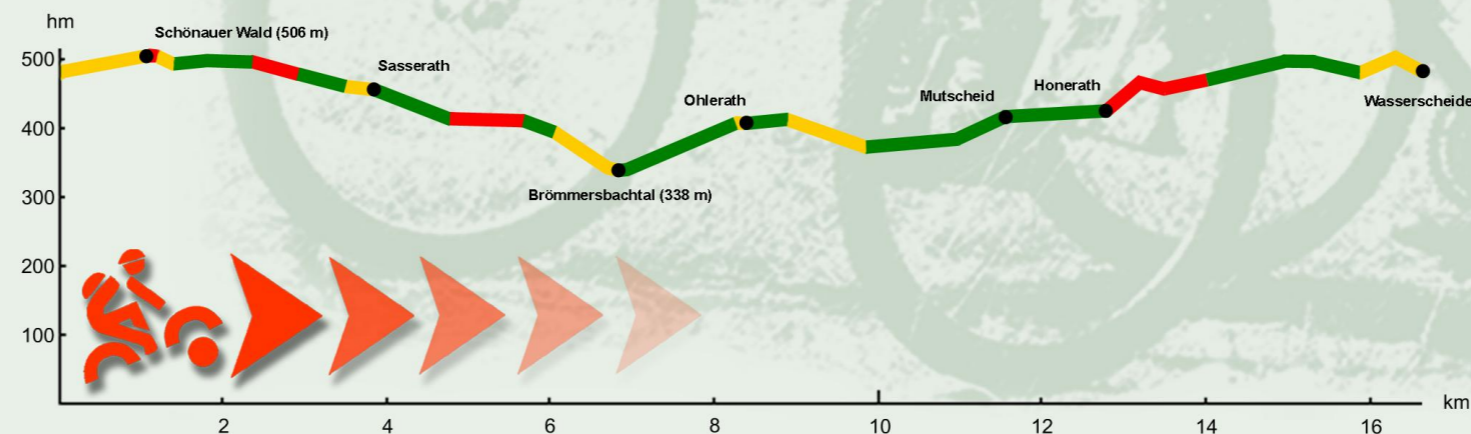 hm
Schönauer Wald (506 m)
500
Sasserath
Ohlerath
Mutscheid
Honerath
Wasserscheide
400
Brömmersbachtal (338 m)
300
200
100
km
2
4
6
8
10
12
14
16